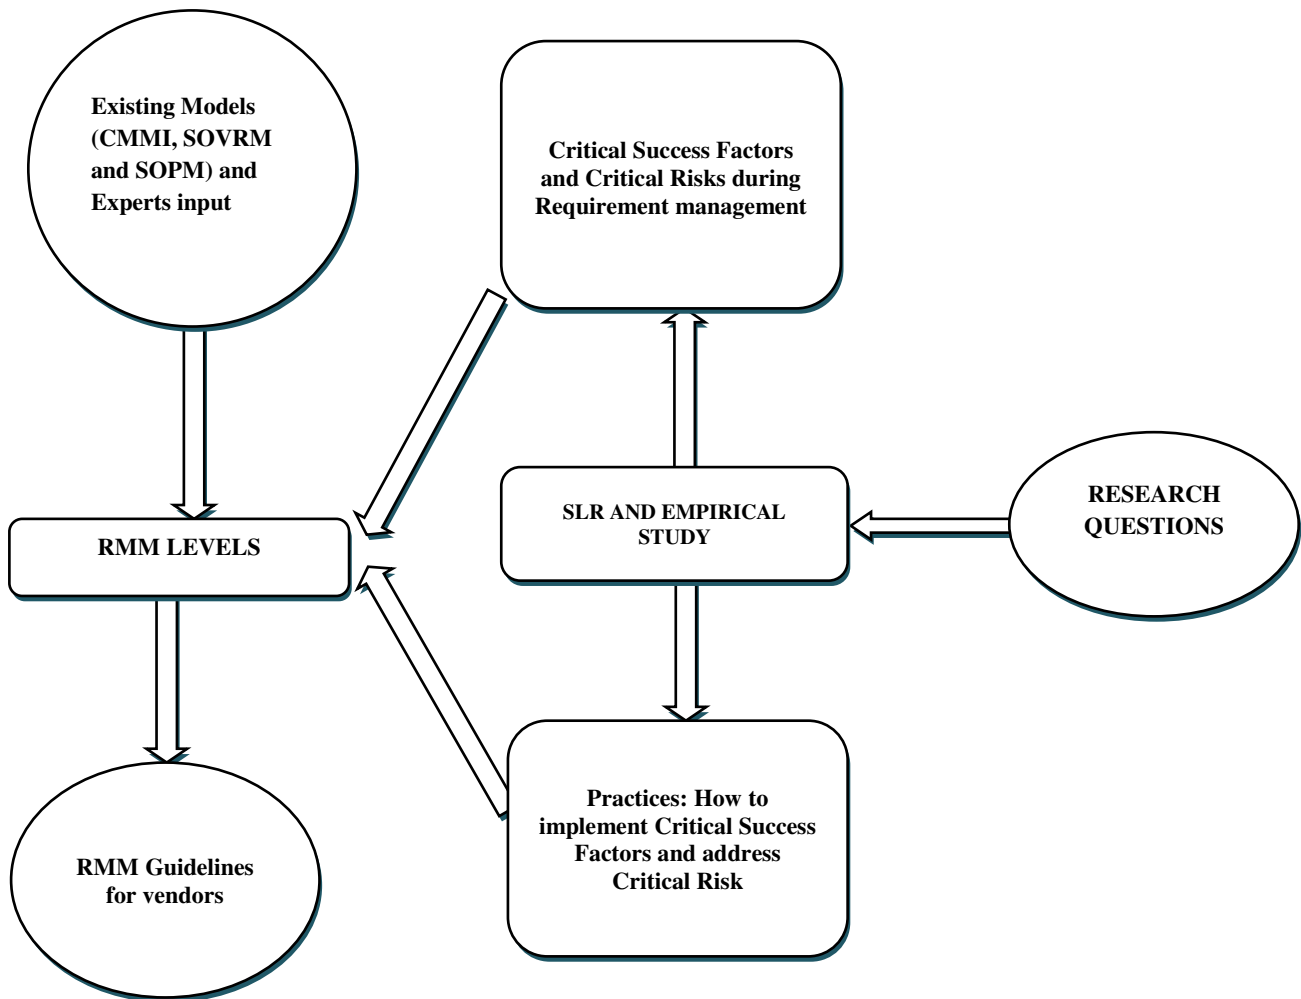 Existing Models
(CMMI, SOVRM
and SOPM) and
Experts input
Critical Success Factors
and Critical Risks during
Requirement management
RMM LEVELS
SLR AND EMPIRICAL
STUDY
RESEARCH
QUESTIONS
RMM Guidelines
for vendors
Practices: How to
implement Critical Success
Factors and address
Critical Risk